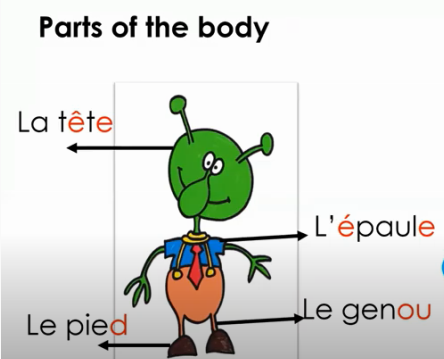 Parts of the body
La tête
L'épaule
Le genou
Le pied